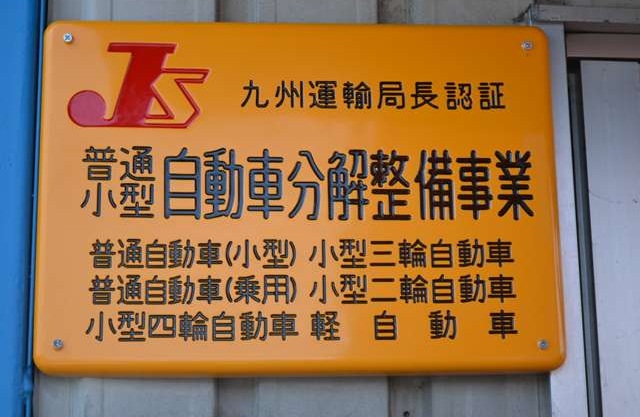 JS 九州運輸局長認証
普通
小型 自動車分解整備事業
普通自動車(小型) 小型三輪自動車
普通自動車(乗用) 小型二輪自動車
小型四輪自動車 軽自動車